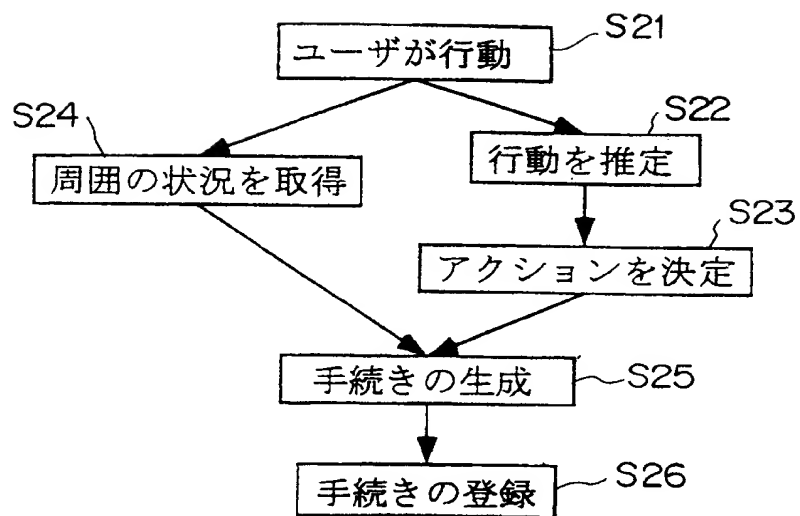 ユーザが行動
S21
S24
周囲の状況を取得
S22
行動を推定
S23
アクションを決定
手続きの生成
S25
手続きの登録
S26